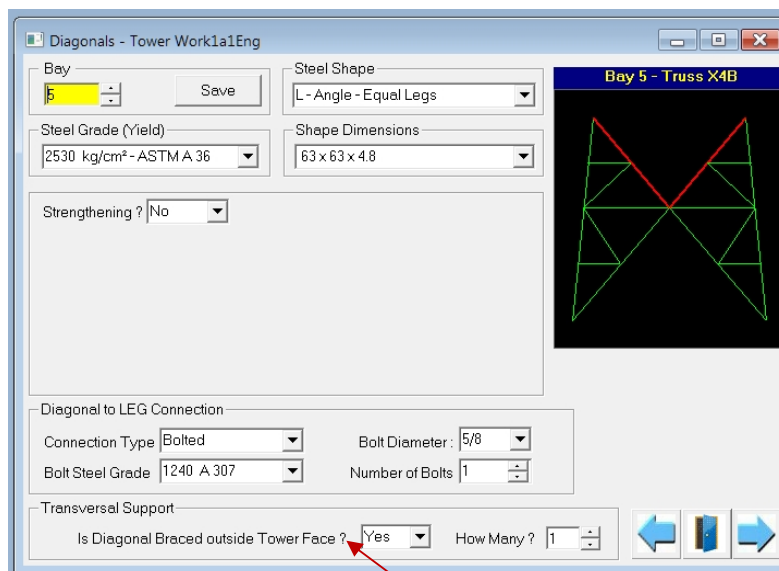 Diagonals - Tower Work1a1Eng
Bay
5
Save
Steel Shape
L - Angle - Equal Legs
Bay 5 - Truss X4B
Steel Grade (Yield)
2530 kg/cm² - ASTM A 36
Shape Dimensions
63 x 63 x 4.8
Strengthening ? No
Diagonal to LEG Connection
Connection Type Bolted
Bolt Diameter : 5/8
Bolt Steel Grade 1240 A 307
Number of Bolts 1
Transversal Support
Is Diagonal Braced outside Tower Face ? Yes
How Many ? 1